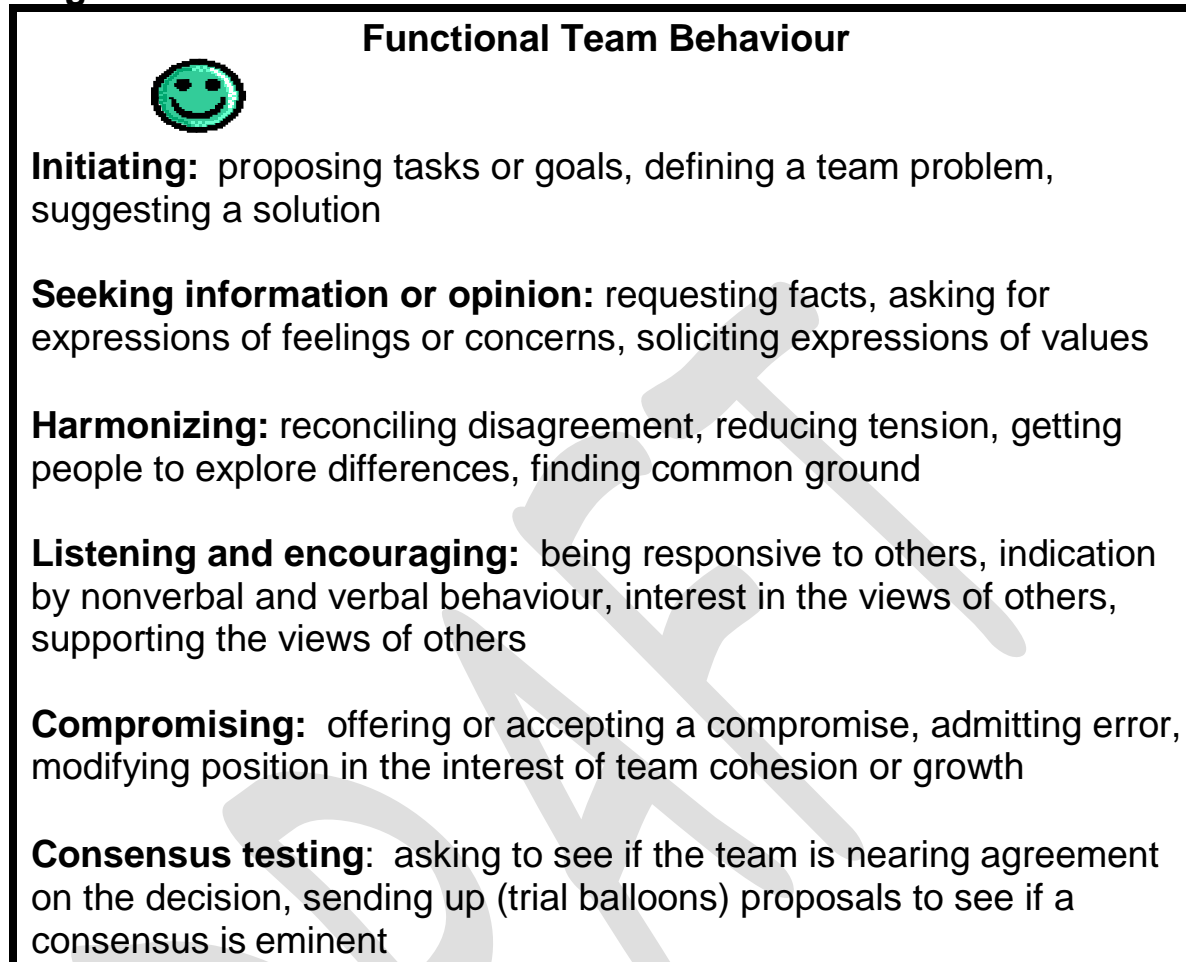 Functional Team Behaviour
Initiating:  proposing tasks or goals, defining a team problem,
suggesting a solution
Seeking information or opinion: requesting facts, asking for
expressions of feelings or concerns, soliciting expressions of values
Harmonizing: reconciling disagreement, reducing tension, getting
people to explore differences, finding common ground
Listening and encouraging:  being responsive to others, indication
by nonverbal and verbal behaviour, interest in the views of others,
supporting the views of others
Compromising:  offering or accepting a compromise, admitting error,
modifying position in the interest of team cohesion or growth
Consensus testing:  asking to see if the team is nearing agreement
on the decision, sending up (trial balloons) proposals to see if a
consensus is eminent
DRAFT